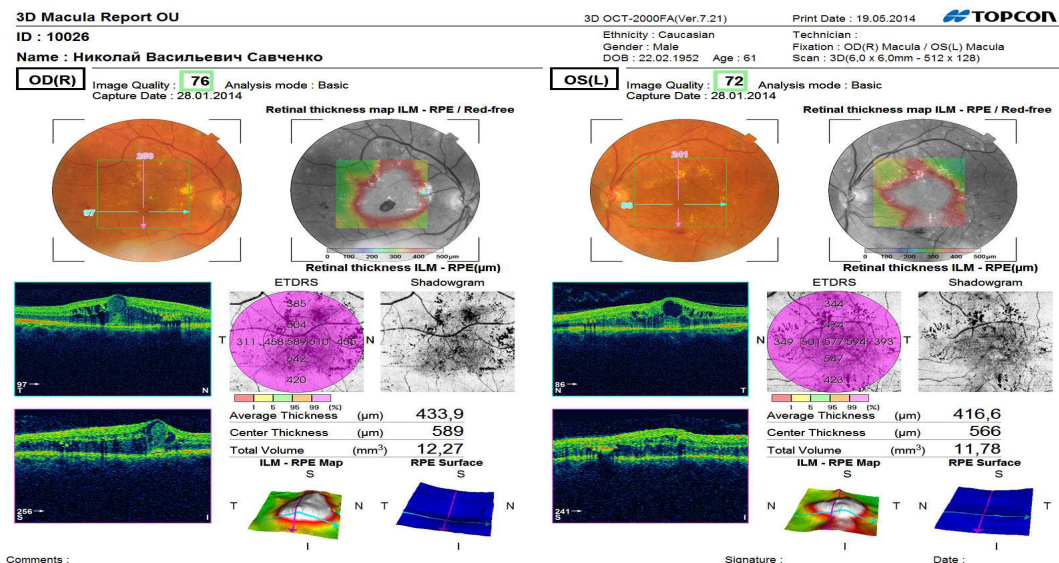 3D Macula Report OU
3D OCT-2000FA(Ver.7.21) Print Date : 19.05.2014 TOPCON
ID : 10026
Ethnicity : Caucasian Technician :
Gender : Male Fixation : OD(R) Macula / OS(L) Macula
Name : Николай Васильевич Савченко
DOB : 22.02.1952 Age : 61 Scan : 3D(6,0 x 6,0mm - 512 x 128)
OD(R) Image Quality : 76 Analysis mode : Basic
Capture Date : 28.01.2014
Retinal thickness map ILM - RPE / Red-free
256
97
0 100 200 300 400 500μm
Retinal thickness ILM - RPE(μm)
ETDRS Shadowgram
385
504
T 311 458 589 610 455 N
642
420
97
T N
1 5 95 99 (%)
Average Thickness (μm) 433,9
Center Thickness (μm) 589
Total Volume (mm³) 12,27
ILM - RPE Map RPE Surface
S S
T N T N
I I
256
S I
Comments :
OS(L) Image Quality : 72 Analysis mode : Basic
Capture Date : 28.01.2014
Retinal thickness map ILM - RPE / Red-free
241
86
0 100 200 300 400 500μm
Retinal thickness ILM - RPE(μm)
ETDRS Shadowgram
344
474
N 349 501 577 594 393 T
547
423
86
N T
1 5 95 99 (%)
Average Thickness (μm) 416,6
Center Thickness (μm) 566
Total Volume (mm³) 11,78
ILM - RPE Map RPE Surface
S S
N T N T
I I
241
S I
Signature : Date :